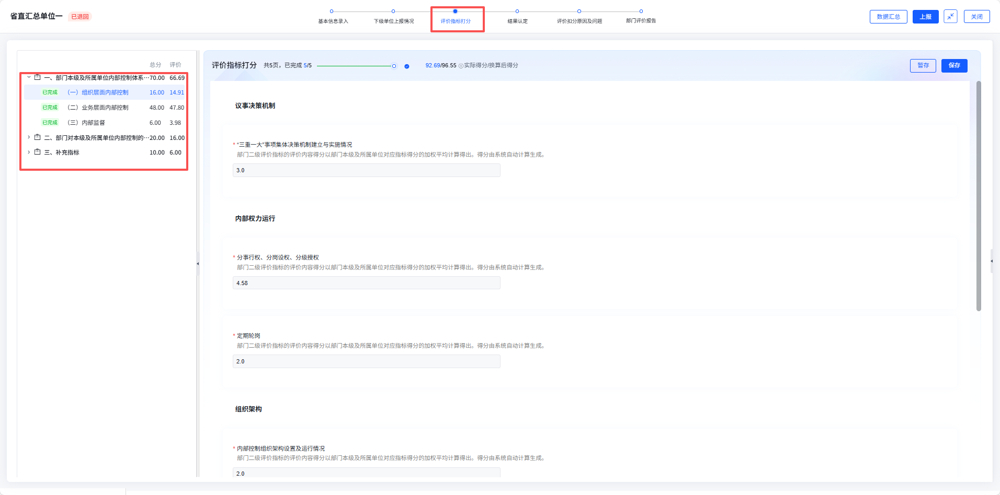 省直汇总单位一 已退回
基本信息录入 下级单位上报情况 评价指标打分 结果认定 评价扣分原因及问题 部门评价报告
数据汇总 上报 关闭
总分 评价
一、部门本级及所属单位内部控制体系… 70.00 66.69
已完成 （一）组织层面内部控制 16.00 14.91
已完成 （二）业务层面内部控制 48.00 47.80
已完成 （三）内部监督 6.00 3.98
二、部门对本级及所属单位内部控制的… 20.00 16.00
三、补充指标 10.00 6.00
评价指标打分 共5页，已完成 5/5 92.69/96.55 实际得分/换算后得分 暂存 保存
议事决策机制
* “三重一大”事项集体决策机制建立与实施情况
部门二级评价指标的评价内容得分以部门本级及所属单位对应指标得分的加权平均计算得出。得分由系统自动计算生成。
3.0
内部权力运行
* 分事行权、分岗设权、分级授权
部门二级评价指标的评价内容得分以部门本级及所属单位对应指标得分的加权平均计算得出。得分由系统自动计算生成。
4.58
* 定期轮岗
部门二级评价指标的评价内容得分以部门本级及所属单位对应指标得分的加权平均计算得出。得分由系统自动计算生成。
2.0
组织架构
* 内部控制组织架构设置及运行情况
部门二级评价指标的评价内容得分以部门本级及所属单位对应指标得分的加权平均计算得出。得分由系统自动计算生成。
2.0